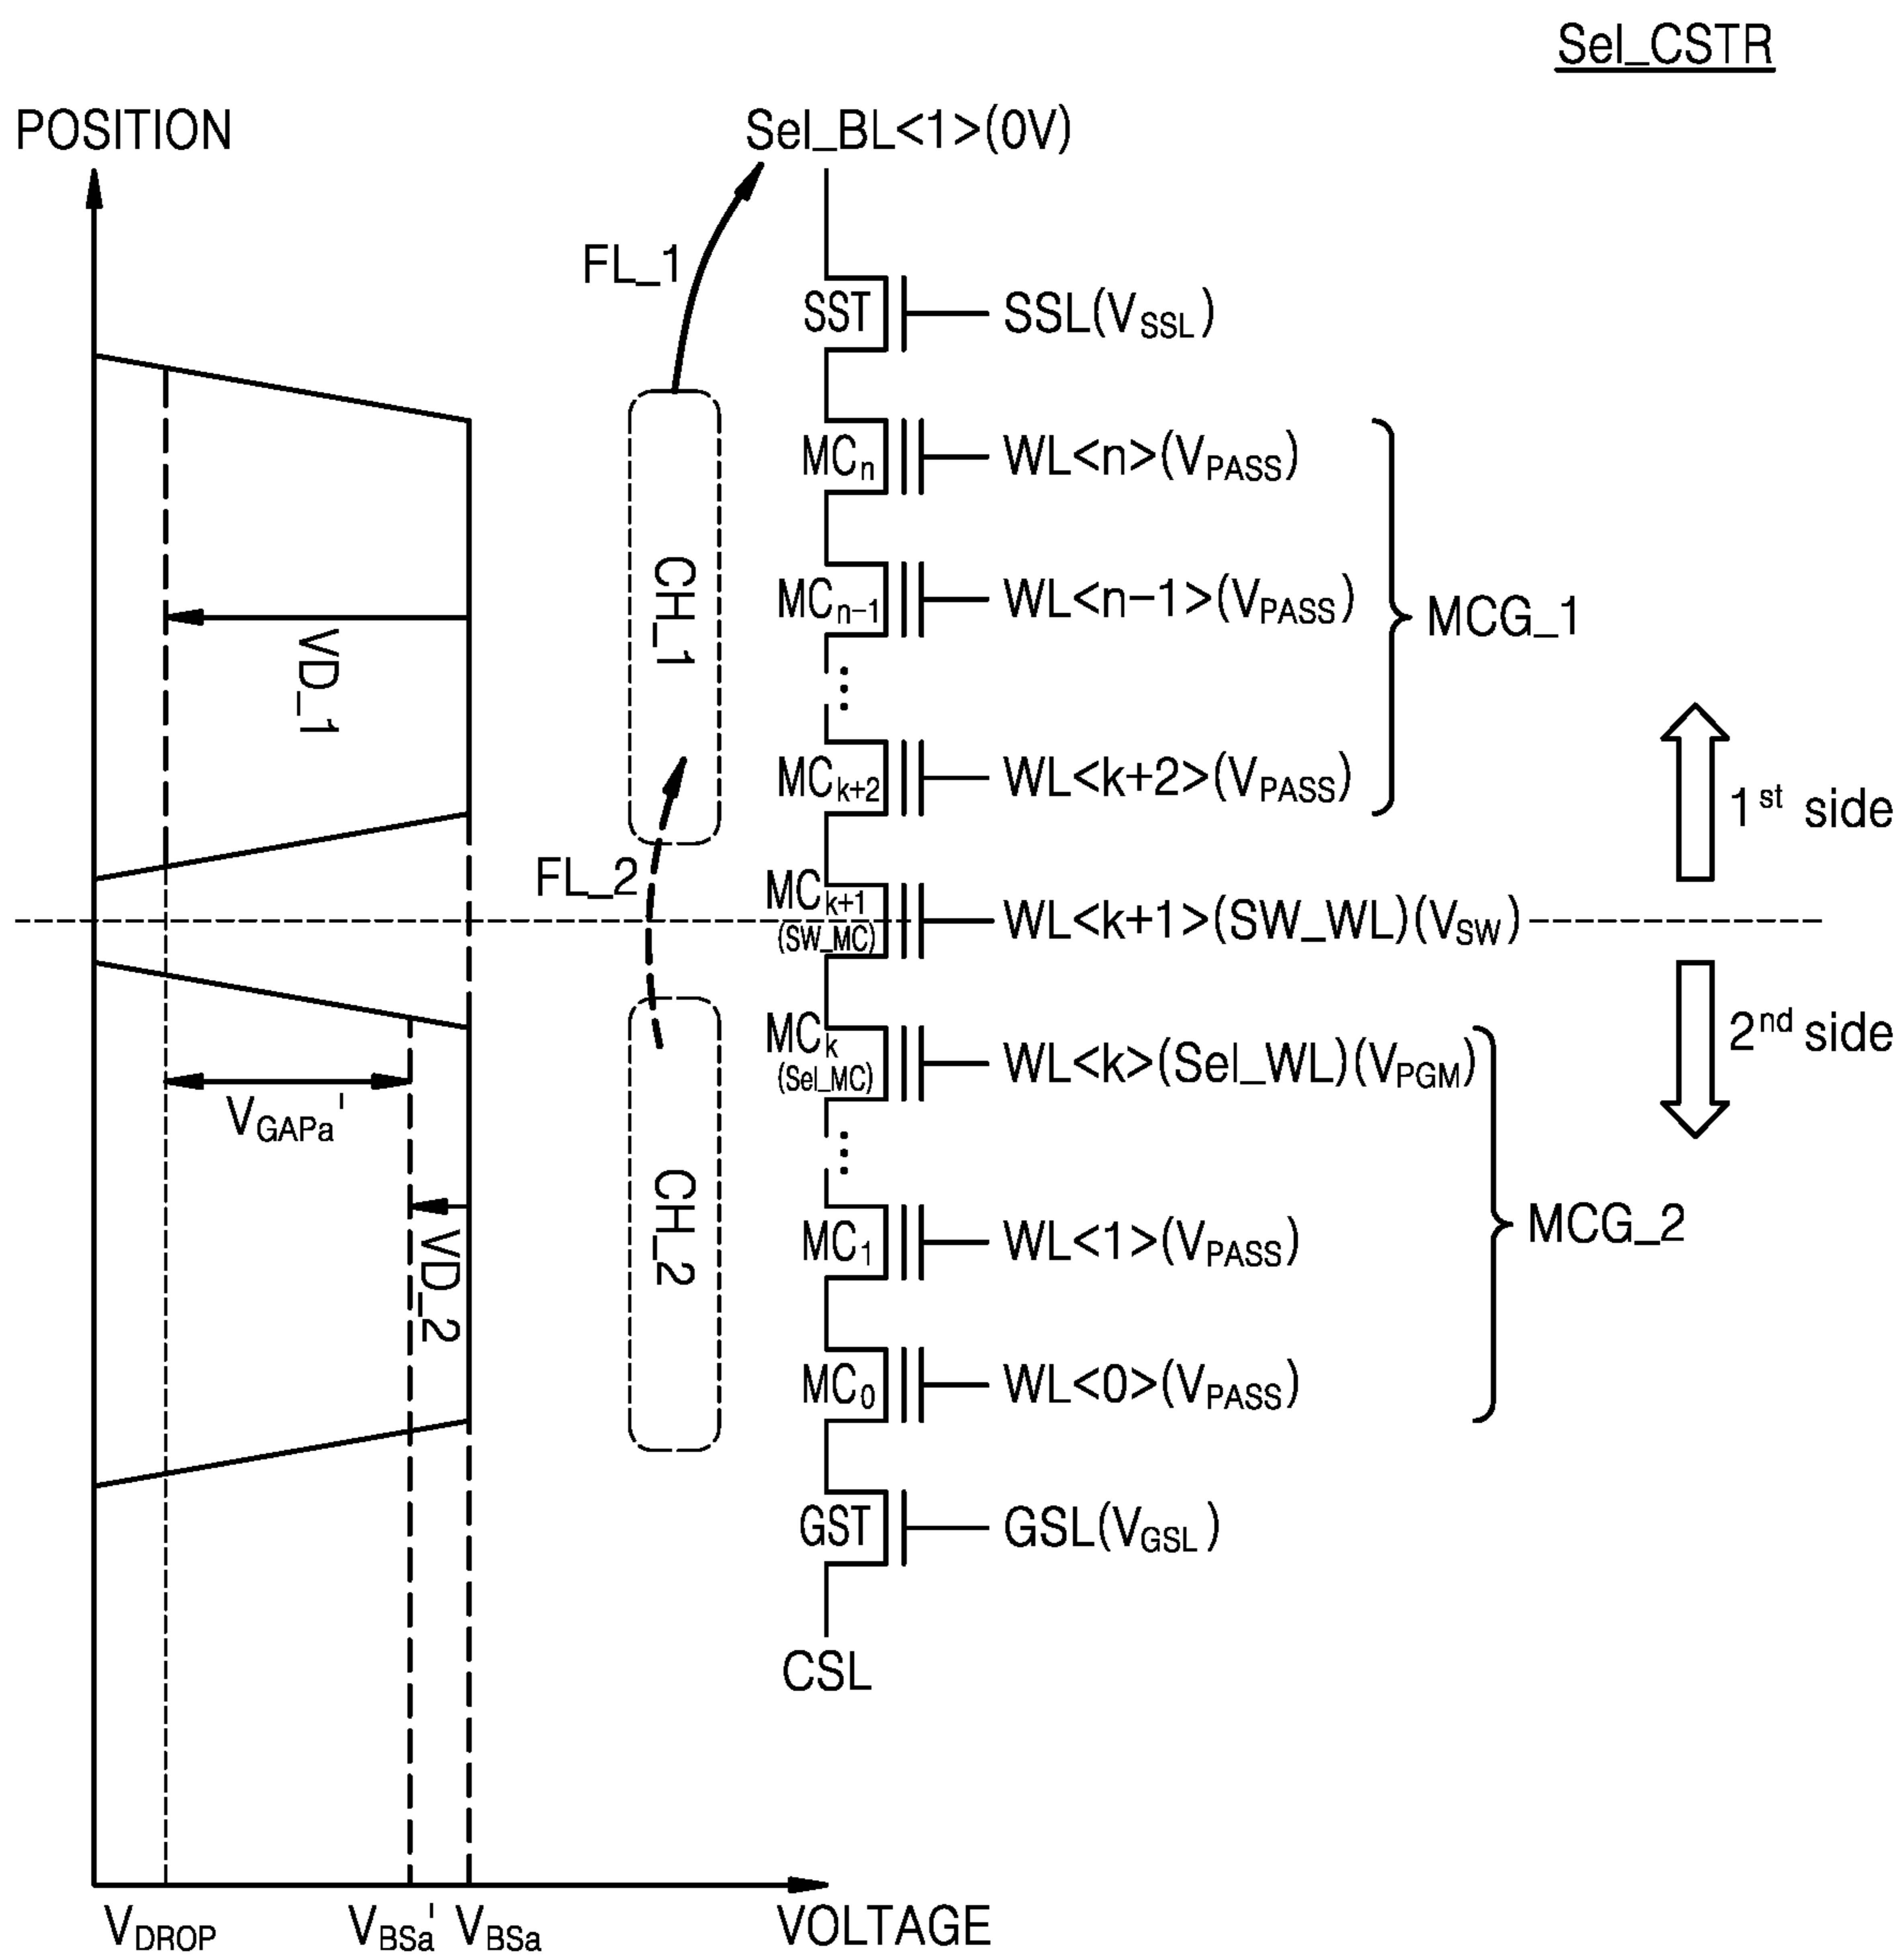 Sel_CSTR
POSITION
Sel_BL<1>(0V)
FL_1
SST
SSL(VSSL)
MCn
WL<n>(VPASS)
CH_1
MCn-1
WL<n-1>(VPASS)
MCG_1
VD_1
MCk+2
WL<k+2>(VPASS)
1st side
FL_2
MCk+1
(SW_MC)
WL<k+1>(SW_WL)(VSW)
MCk
(Sel_MC)
WL<k>(Sel_WL)(VPGM)
2nd side
VGAPa'
CH_2
VD_2
MC1
WL<1>(VPASS)
MCG_2
MC0
WL<0>(VPASS)
GST
GSL(VGSL)
CSL
VDROP
VBSa'
VBSa
VOLTAGE